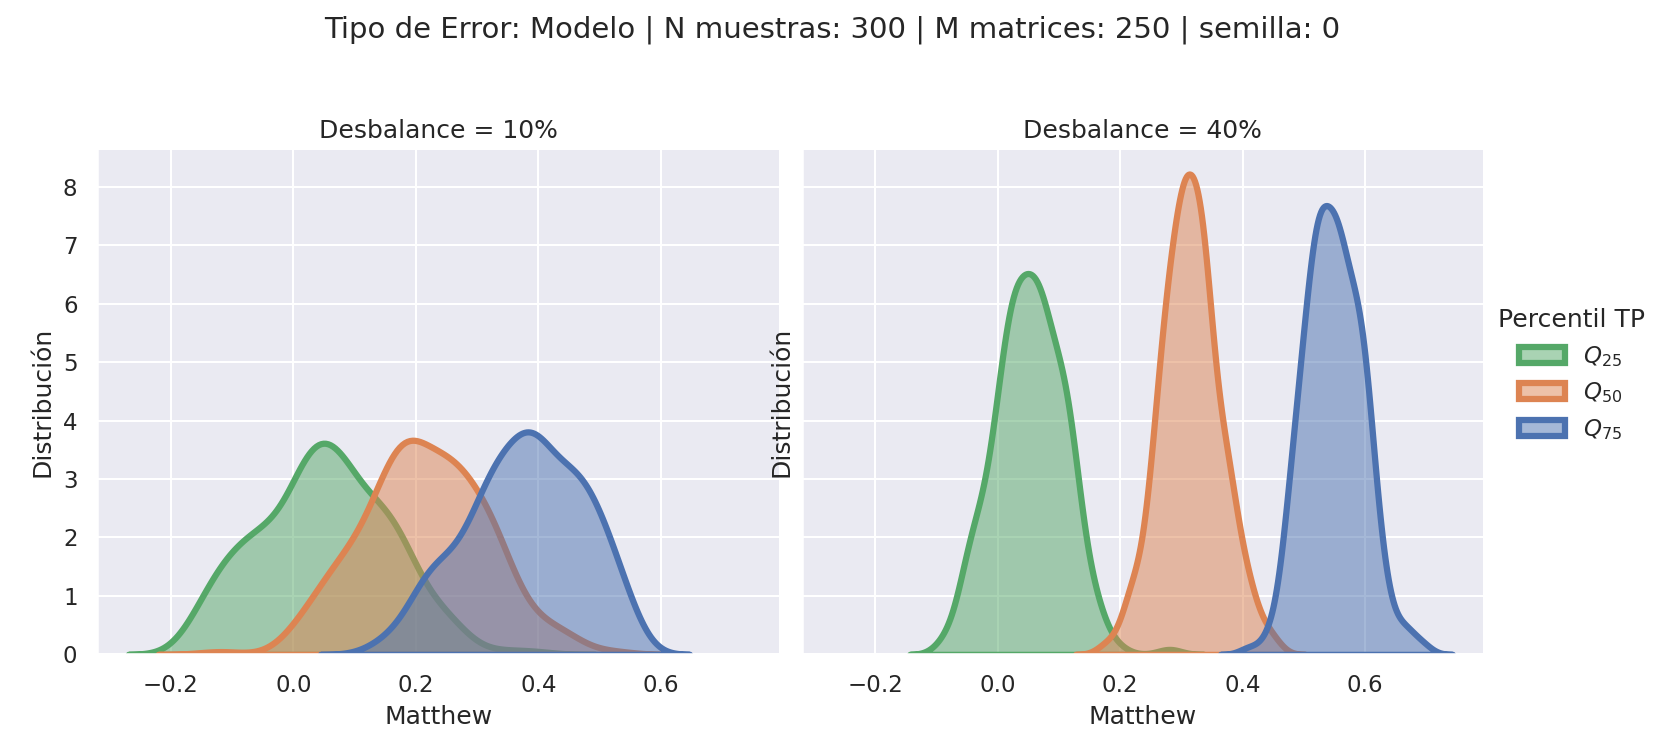 Tipo de Error: Modelo | N muestras: 300 | M matrices: 250 | semilla: 0
Desbalance = 10%
Desbalance = 40%
8
7
6
5
4
3
2
1
0
Distribución
Distribución
−0.2 0.0 0.2 0.4 0.6
−0.2 0.0 0.2 0.4 0.6
Matthew
Matthew
Percentil TP
Q₂₅
Q₅₀
Q₇₅